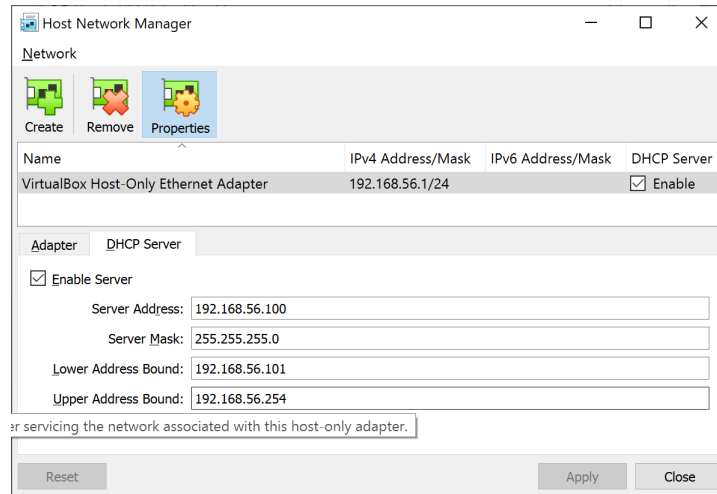 Host Network Manager
Network
Create Remove Properties
Name IPv4 Address/Mask IPv6 Address/Mask DHCP Server
VirtualBox Host-Only Ethernet Adapter 192.168.56.1/24 Enable
Adapter DHCP Server
Enable Server
Server Address: 192.168.56.100
Server Mask: 255.255.255.0
Lower Address Bound: 192.168.56.101
Upper Address Bound: 192.168.56.254
er servicing the network associated with this host-only adapter.
Reset Apply Close